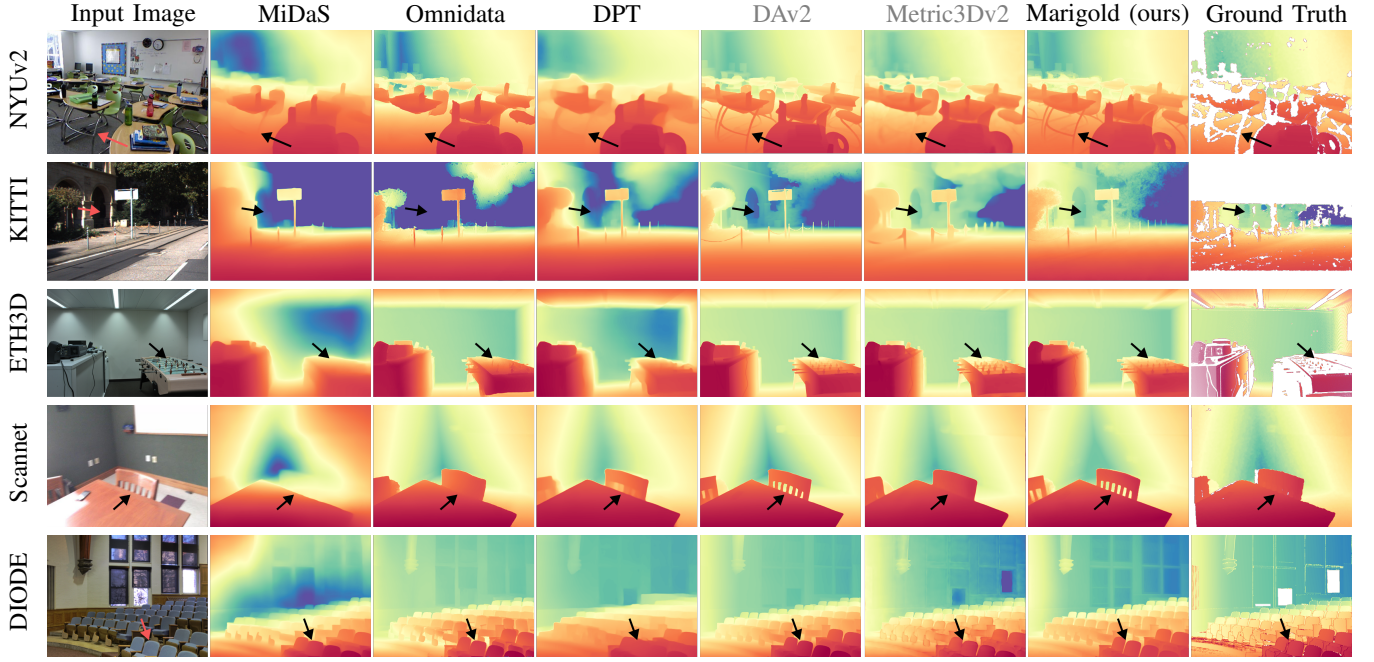 Input Image MiDaS Omnidata DPT DAv2 Metric3Dv2 Marigold (ours) Ground Truth
NYUv2
KITTI
ETH3D
Scannet
DIODE